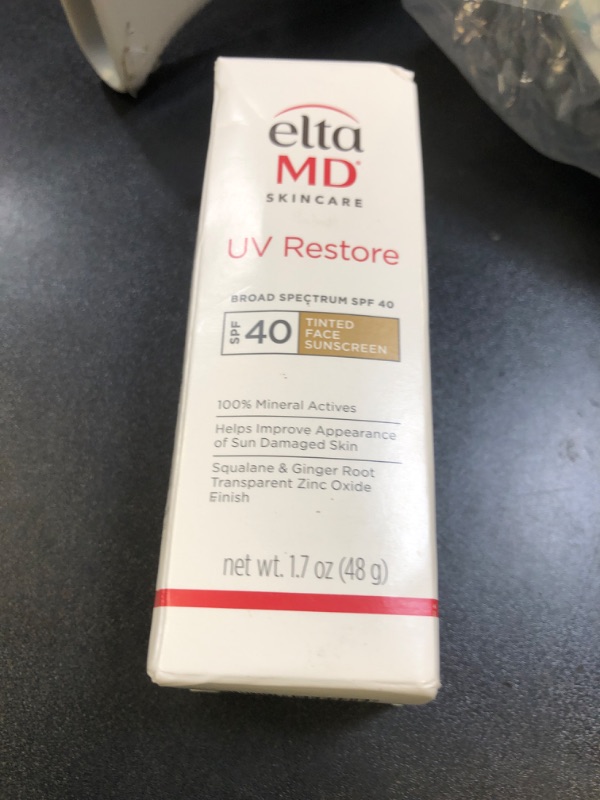 elta
MD®
SKINCARE
UV Restore
BROAD SPECTRUM SPF 40
SPF 40 TINTED
FACE
SUNSCREEN
100% Mineral Actives
Helps Improve Appearance
of Sun Damaged Skin
Squalane & Ginger Root
Transparent Zinc Oxide
Finish
net wt. 1.7 oz (48 g)